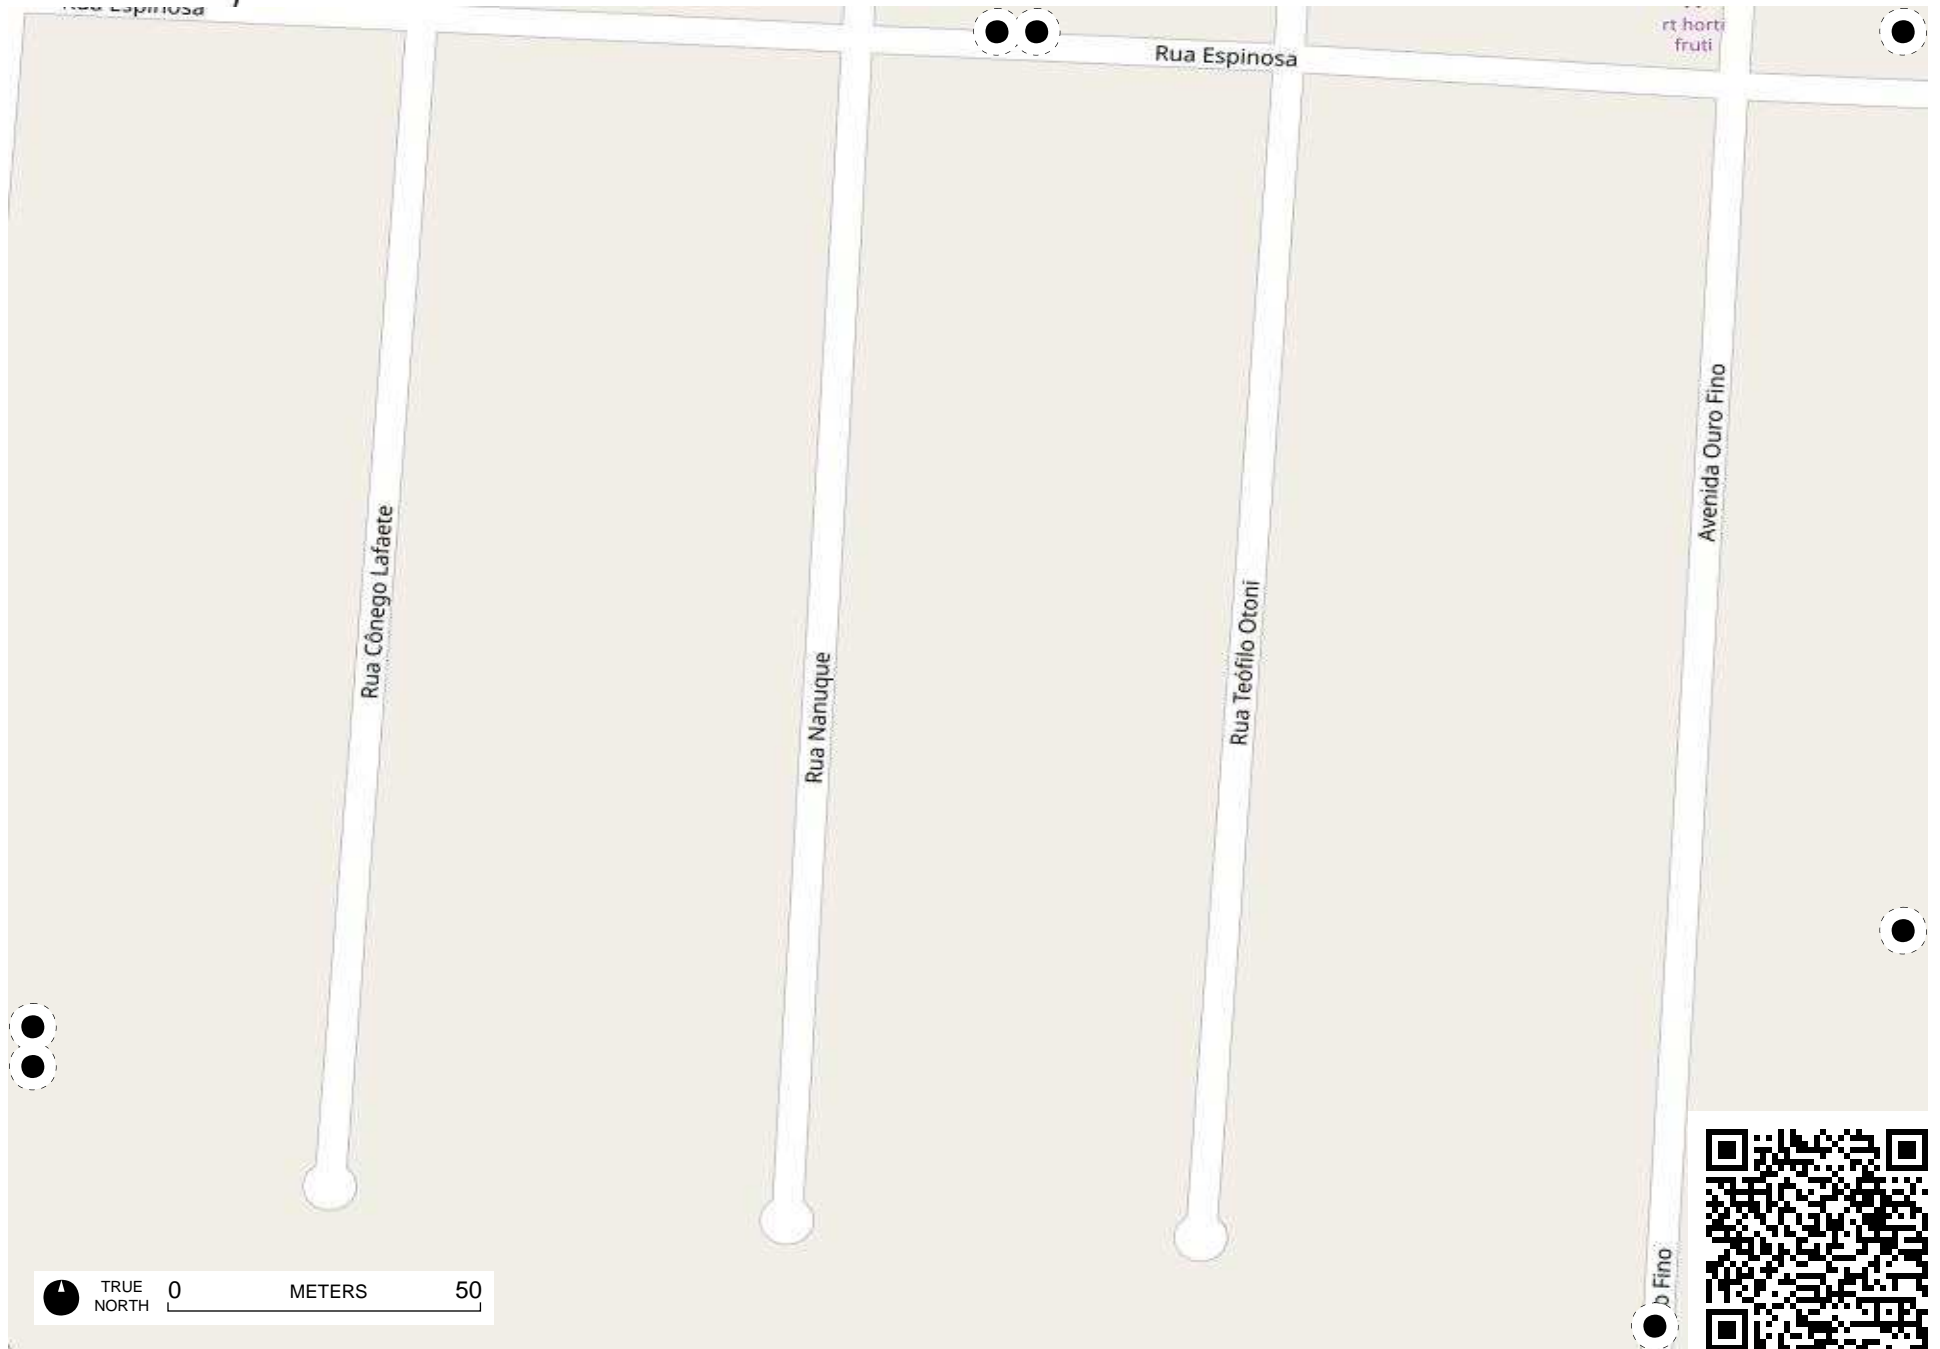 Rua Espinosa
Rua Espinosa
rt horti
fruti
Avenida Ouro Fino
Rua Cônego Lafaete
Rua Teófilo Otoni
Rua Nanuque
Fino
TRUE
NORTH
0 METERS 50